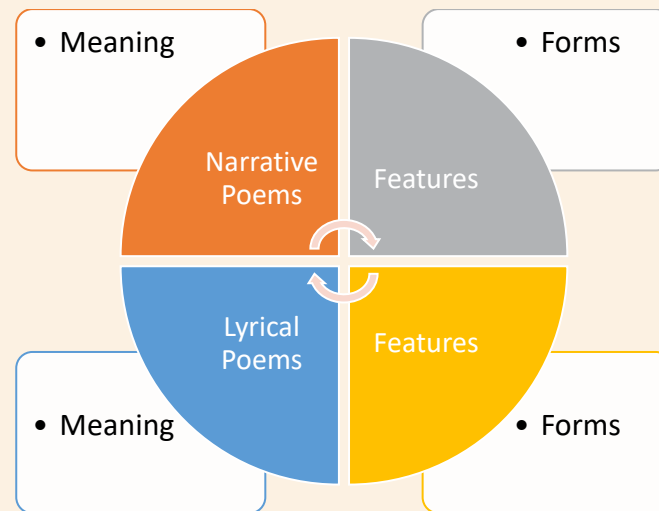 • Meaning
• Forms
Narrative
Poems
Features
Lyrical
Poems
Features
• Meaning
• Forms